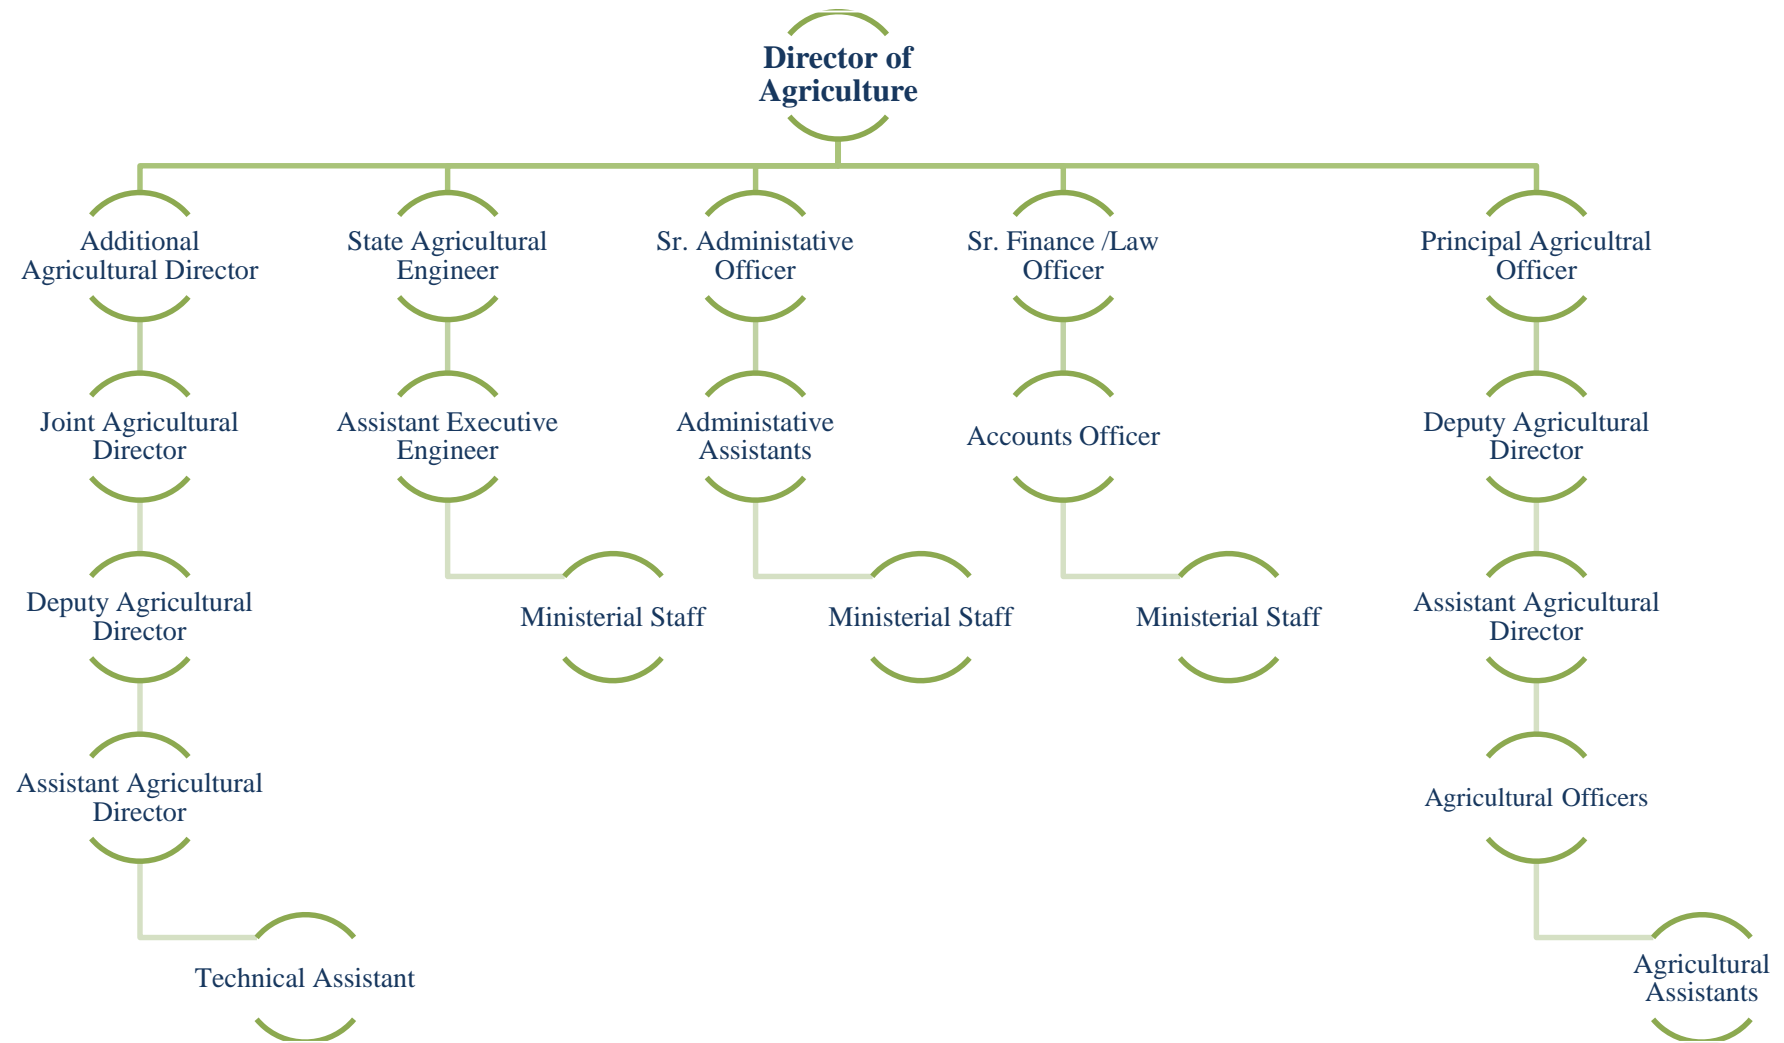 Director of
Agriculture
Additional
Agricultural Director
State Agricultural
Engineer
Sr. Administative
Officer
Sr. Finance /Law
Officer
Principal Agricultral
Officer
Joint Agricultural
Director
Assistant Executive
Engineer
Administative
Assistants
Accounts Officer
Deputy Agricultural
Director
Deputy Agricultural
Director
Ministerial Staff
Ministerial Staff
Ministerial Staff
Assistant Agricultural
Director
Assistant Agricultural
Director
Agricultural Officers
Technical Assistant
Agricultural
Assistants